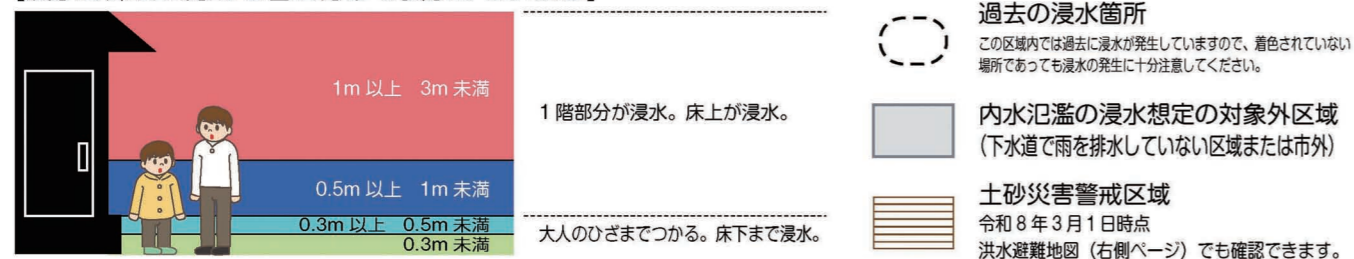 1m 以上　3m 未満
0.5m 以上　1m 未満
0.3m 以上　0.5m 未満
0.3m 未満
1 階部分が浸水。床上が浸水。
大人のひざまでつかる。床下まで浸水。
過去の浸水箇所
この区域内では過去に浸水が発生していますので、着色されていない
場所であっても浸水の発生に十分注意してください。
内水氾濫の浸水想定の対象外区域
(下水道で雨を排水していない区域または市外)
土砂災害警戒区域
令和８年３月１日時点
洪水避難地図（右側ページ）でも確認できます。